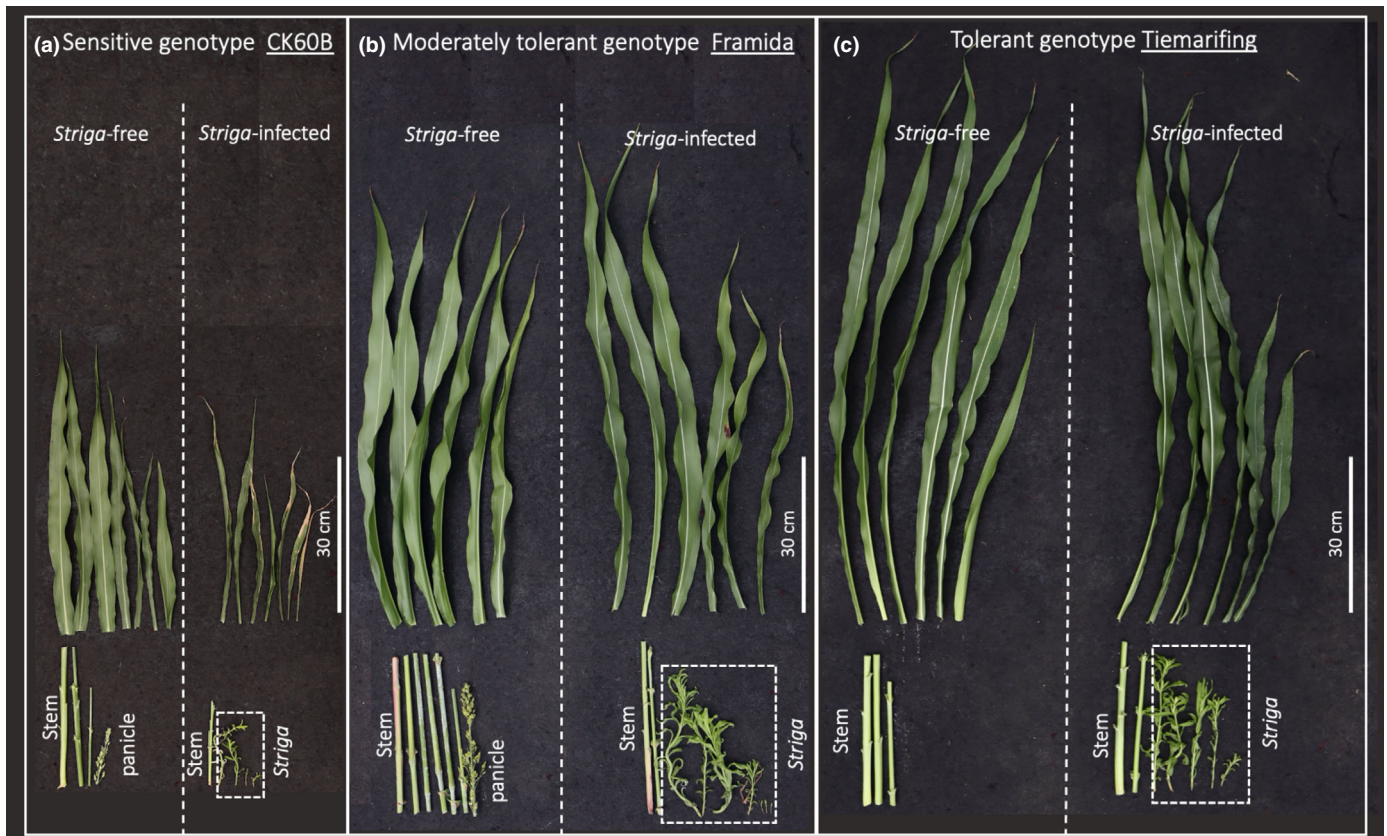 (a) Sensitive genotype CK60B
Striga-free
Striga-infected
30 cm
Stem
panicle
Stem
Striga
(b) Moderately tolerant genotype Framida
Striga-free
Striga-infected
30 cm
Stem
panicle
Stem
Striga
(c) Tolerant genotype Tiemarifing
Striga-free
Striga-infected
30 cm
Stem
Stem
Striga